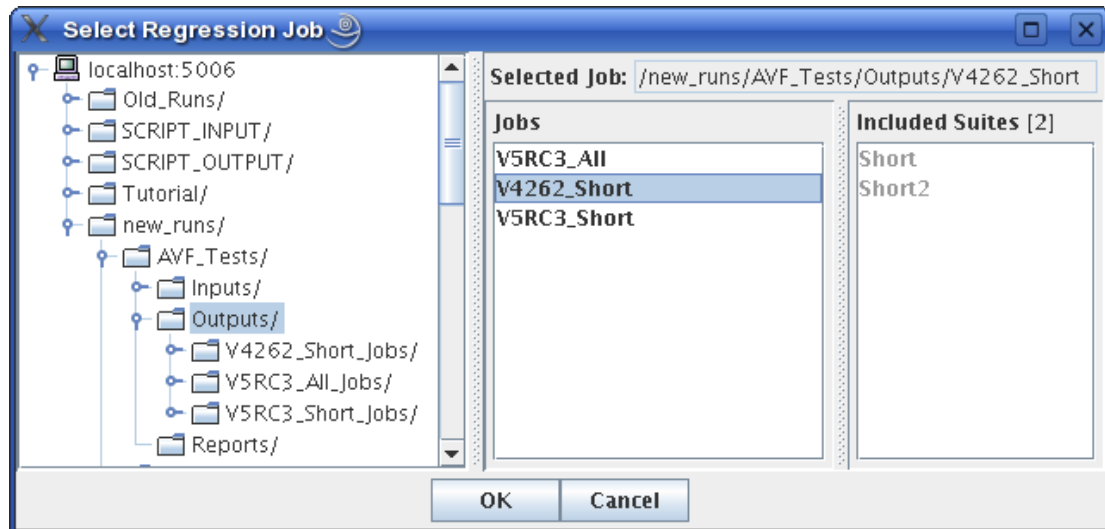 Select Regression Job
localhost:5006
Old_Runs/
SCRIPT_INPUT/
SCRIPT_OUTPUT/
Tutorial/
new_runs/
AVF_Tests/
Inputs/
Outputs/
V4262_Short_Jobs/
V5RC3_All_Jobs/
V5RC3_Short_Jobs/
Reports/
Selected Job: /new_runs/AVF_Tests/Outputs/V4262_Short
Jobs
V5RC3_All
V4262_Short
V5RC3_Short
Included Suites [2]
Short
Short2
OK
Cancel